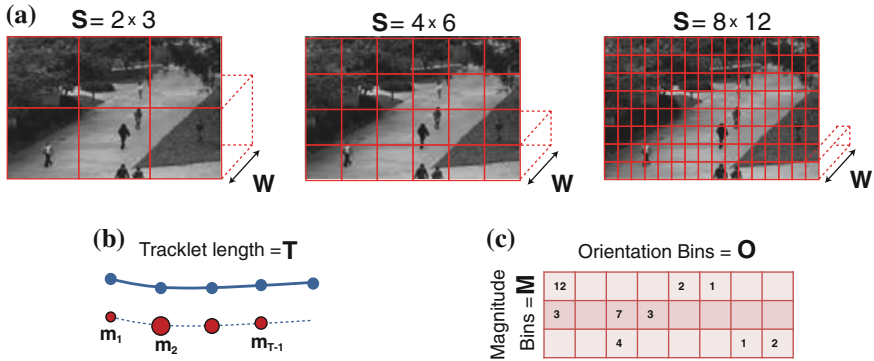 (a)
S = 2 × 3
S = 4 × 6
S = 8 × 12
W
W
W
(b)
Tracklet length = T
m1
m2
mT-1
(c)
Orientation Bins = O
Magnitude
Bins = M
12 2 1
3 7 3
4 1 2